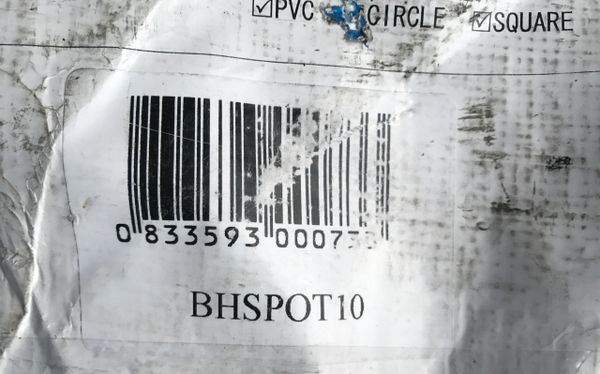 ☑PVC CIRCLE ☑SQUARE
0 833593 0007
BHSPOT10